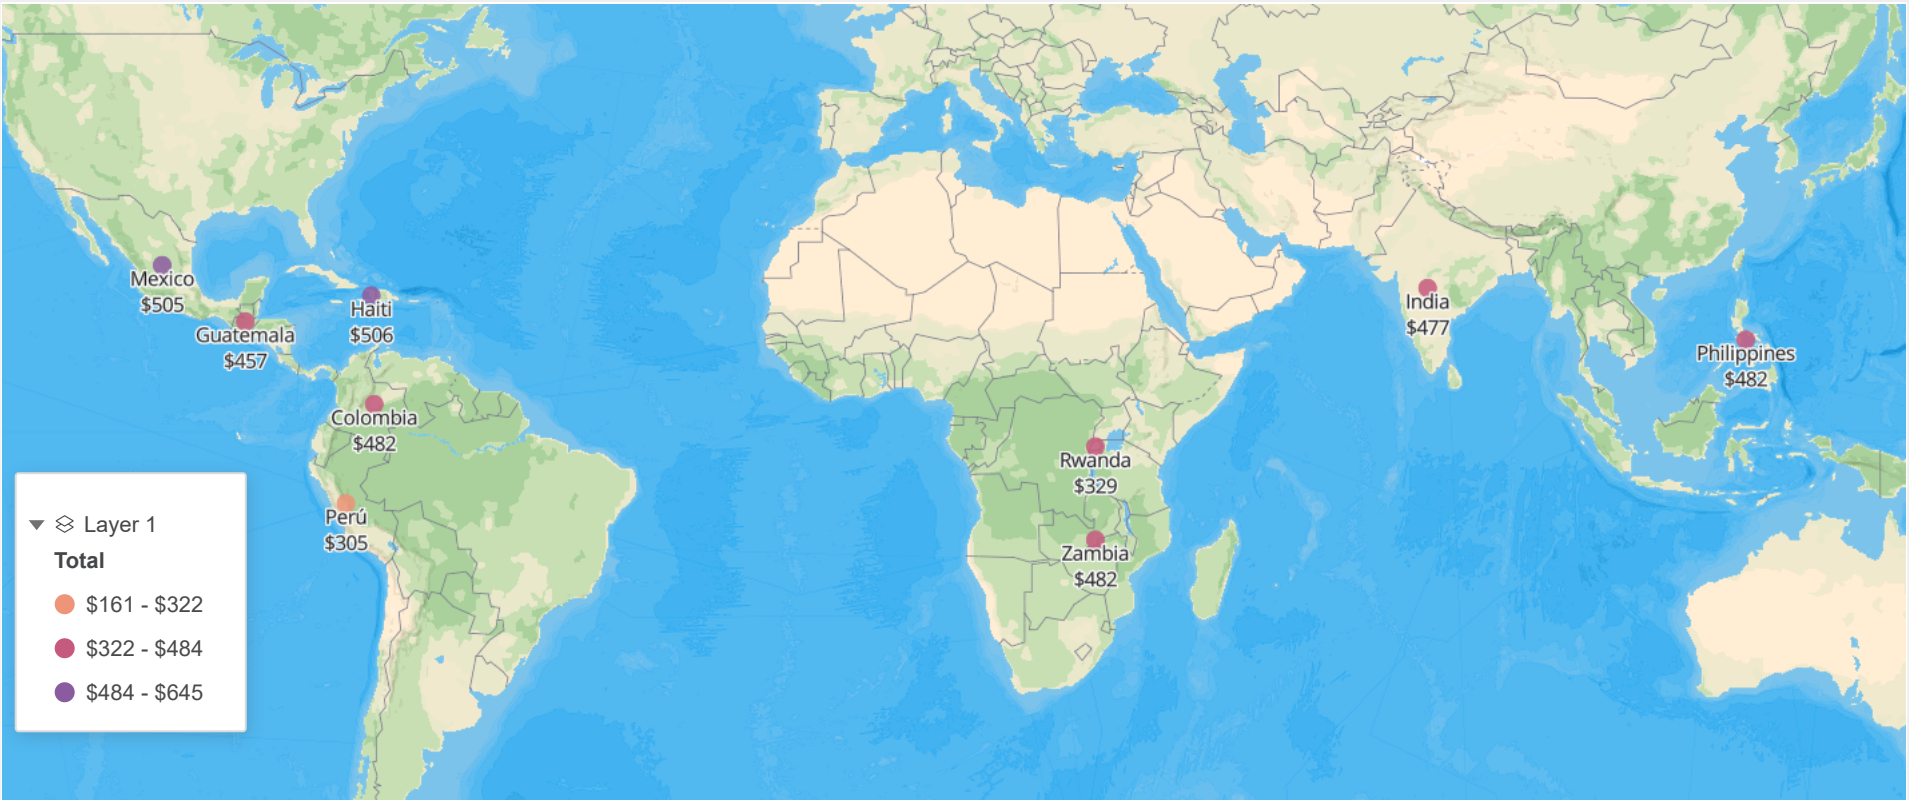 Mexico
$505
Haiti
$506
Guatemala
$457
India
$477
Philippines
$482
Colombia
$482
Rwanda
$329
Perú
$305
Zambia
$482
Layer 1
Total
$161 - $322
$322 - $484
$484 - $645